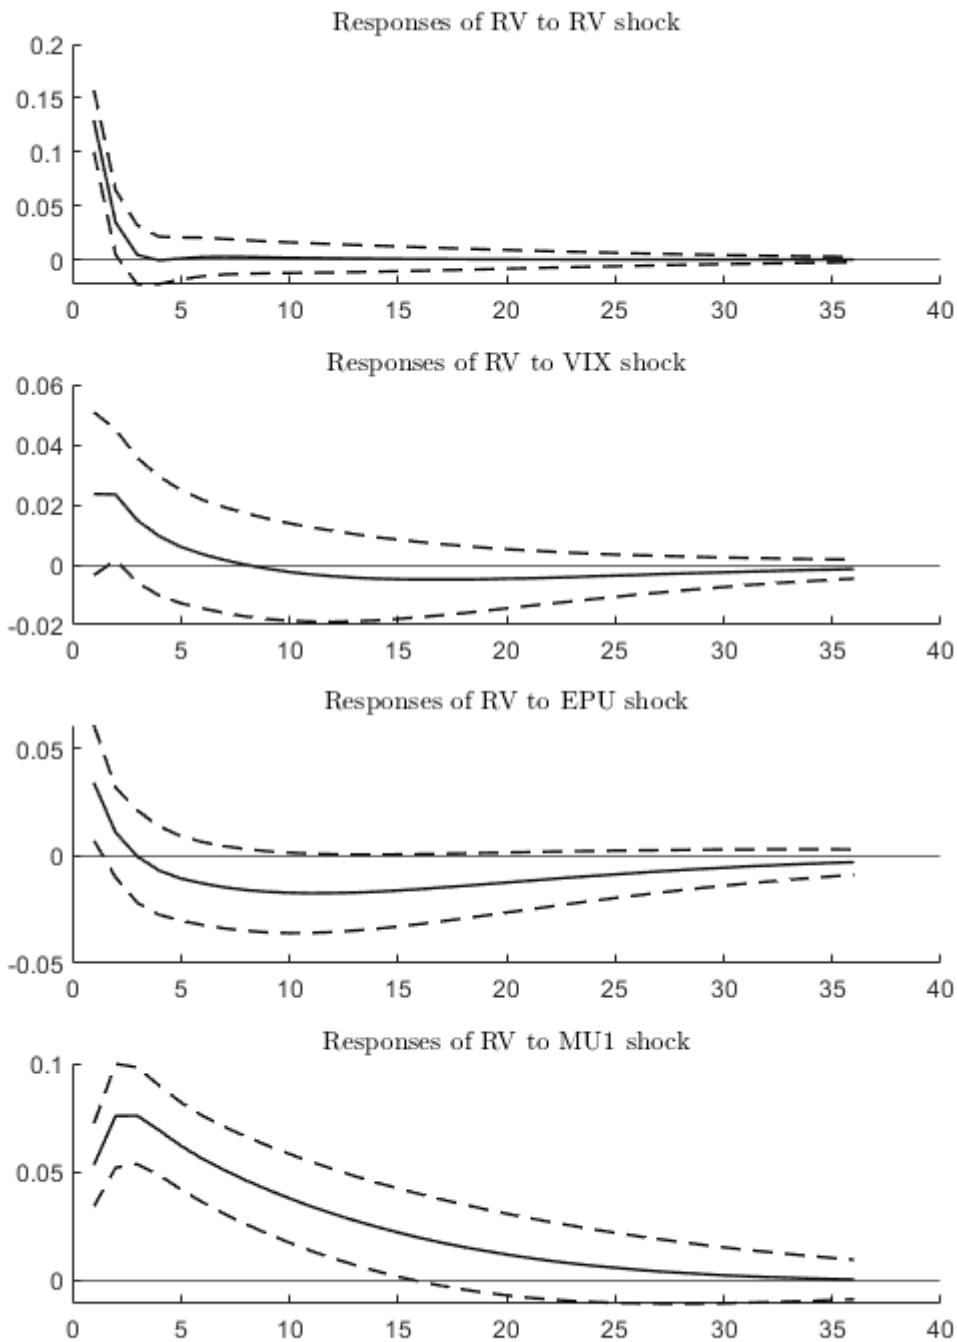 Responses of RV to RV shock
0.2
0.15
0.1
0.05
0
0 5 10 15 20 25 30 35 40
Responses of RV to VIX shock
0.06
0.04
0.02
0
-0.02
0 5 10 15 20 25 30 35 40
Responses of RV to EPU shock
0.05
0
-0.05
0 5 10 15 20 25 30 35 40
Responses of RV to MU1 shock
0.1
0.05
0
0 5 10 15 20 25 30 35 40